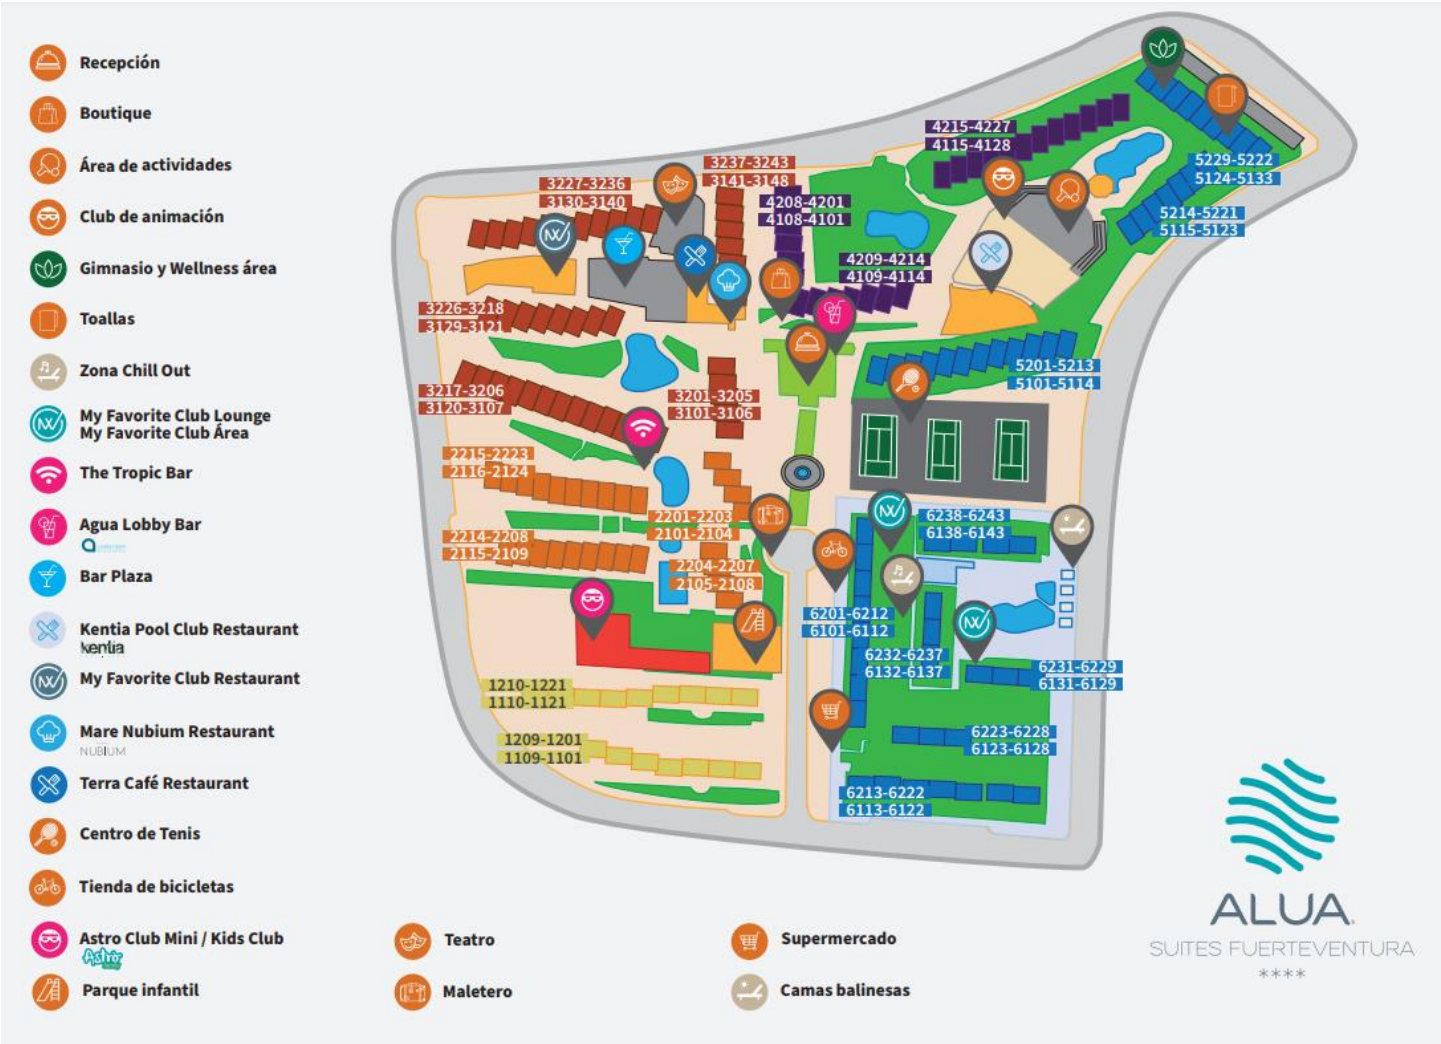 Recepción
Boutique
Área de actividades
Club de animación
Gimnasio y Wellness área
Toallas
Zona Chill Out
My Favorite Club Lounge
My Favorite Club Área
The Tropic Bar
Agua Lobby Bar
Bar Plaza
Kentia Pool Club Restaurant
kentia
My Favorite Club Restaurant
Mare Nubium Restaurant
NUBIUM
Terra Café Restaurant
Centro de Tenis
Tienda de bicicletas
Astro Club Mini / Kids Club
Astro
Parque infantil
Teatro
Maletero
Supermercado
Camas balinesas
4215-4227
4115-4128
5229-5222
5124-5133
5214-5221
5115-5123
3237-3243
3141-3148
3227-3236
3130-3140
4208-4201
4108-4101
4209-4214
4109-4114
3226-3218
3129-3121
5201-5213
5101-5114
3217-3206
3120-3107
3201-3205
3101-3106
2215-2223
2116-2124
2201-2203
2101-2104
2214-2208
2115-2109
2204-2207
2105-2108
6238-6243
6138-6143
6201-6212
6101-6112
6232-6237
6132-6137
6231-6229
6131-6129
1210-1221
1110-1121
6223-6228
6123-6128
1209-1201
1109-1101
6213-6222
6113-6122
ALUA
SUITES FUERTEVENTURA
****